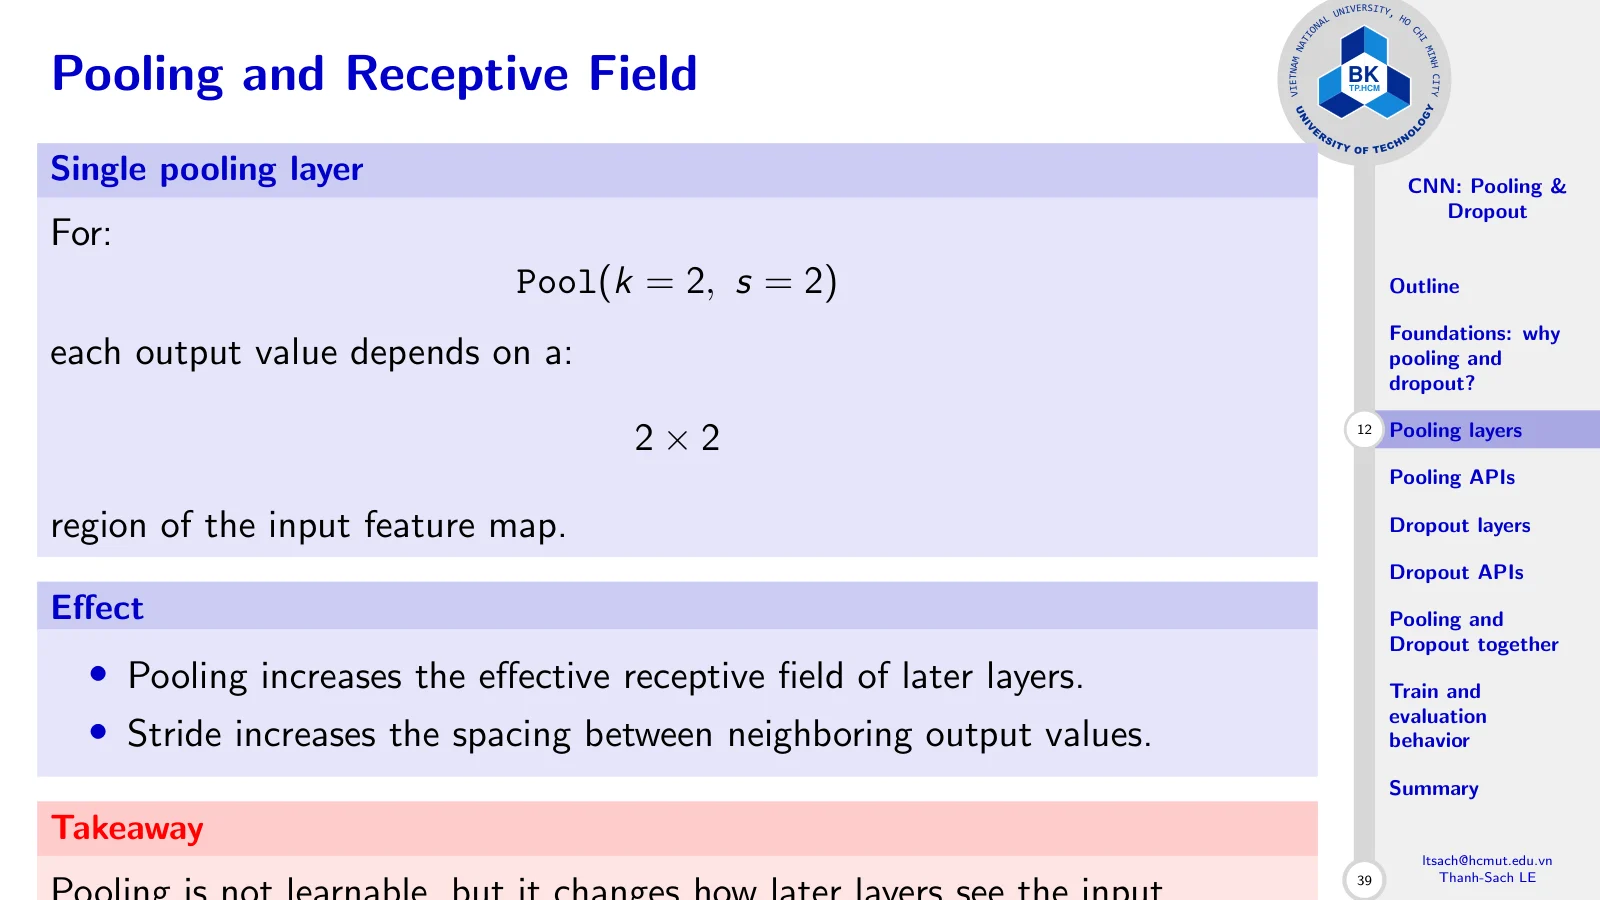 Pooling and Receptive Field
Single pooling layer
For:
Pool(k = 2, s = 2)
each output value depends on a:
2 × 2
region of the input feature map.
Effect
• Pooling increases the effective receptive field of later layers.
• Stride increases the spacing between neighboring output values.
Takeaway
Pooling is not learnable, but it changes how later layers see the input
VIETNAM NATIONAL UNIVERSITY, HO CHI MINH CITY
BK
TP.HCM
UNIVERSITY OF TECHNOLOGY
CNN: Pooling &
Dropout
Outline
Foundations: why
pooling and
dropout?
12
Pooling layers
Pooling APIs
Dropout layers
Dropout APIs
Pooling and
Dropout together
Train and
evaluation
behavior
Summary
ltsach@hcmut.edu.vn
Thanh-Sach LE
39